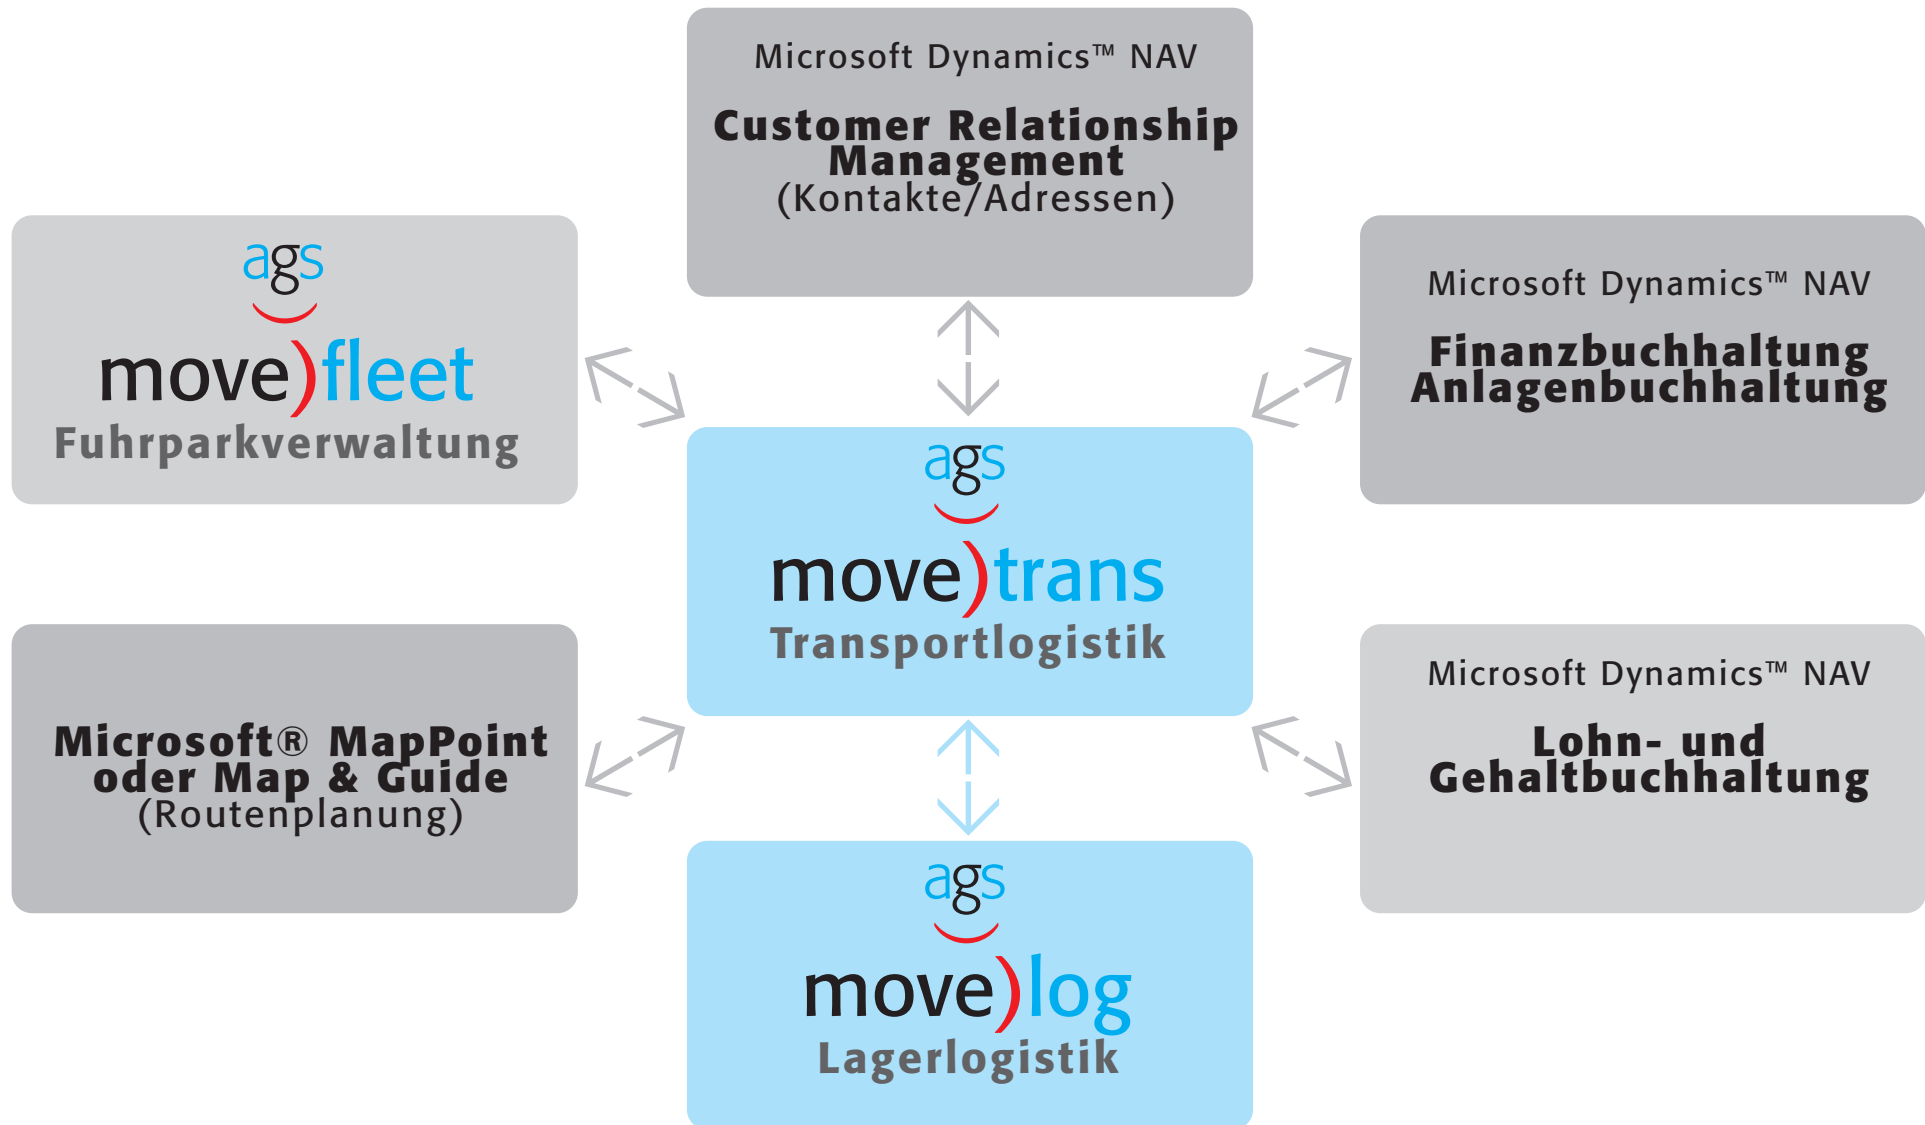 Microsoft Dynamics™ NAV
Customer Relationship
Management
(Kontakte/Adressen)
ags
move)fleet
Fuhrparkverwaltung
Microsoft Dynamics™ NAV
Finanzbuchhaltung
Anlagenbuchhaltung
ags
move)trans
Transportlogistik
Microsoft® MapPoint
oder Map & Guide
(Routenplanung)
Microsoft Dynamics™ NAV
Lohn- und
Gehaltbuchhaltung
ags
move)log
Lagerlogistik